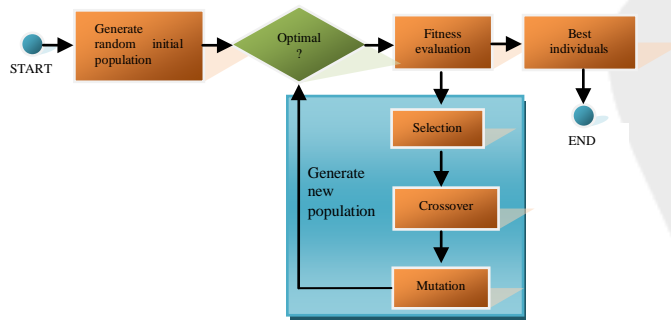 START
Generate
random initial
population
Optimal
?
Fitness
evaluation
Best
individuals
END
Selection
Generate
new
population
Crossover
Mutation